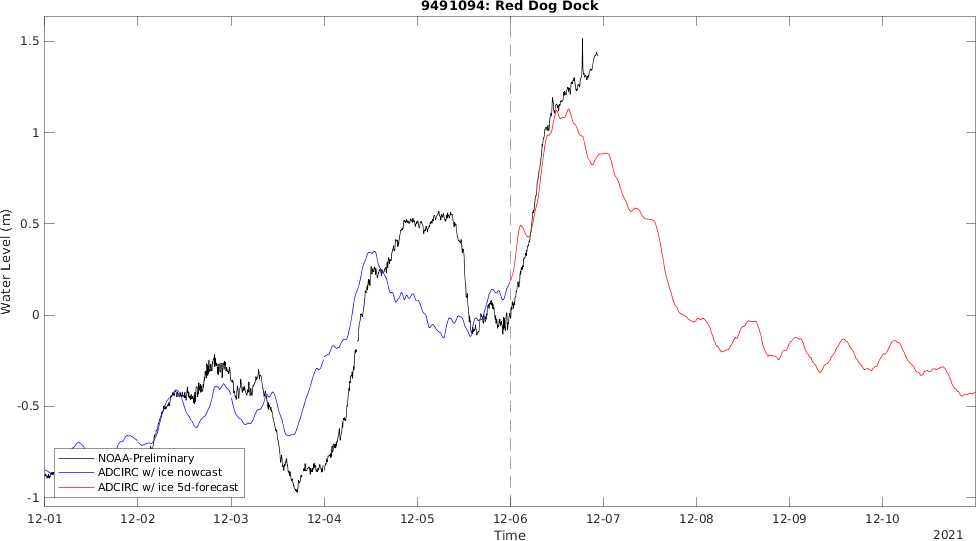 9491094: Red Dog Dock
Water Level (m)
1.5
1
0.5
0
-0.5
-1
NOAA-Preliminary
ADCIRC w/ ice nowcast
ADCIRC w/ ice 5d-forecast
12-01 12-02 12-03 12-04 12-05 12-06 12-07 12-08 12-09 12-10
Time
2021